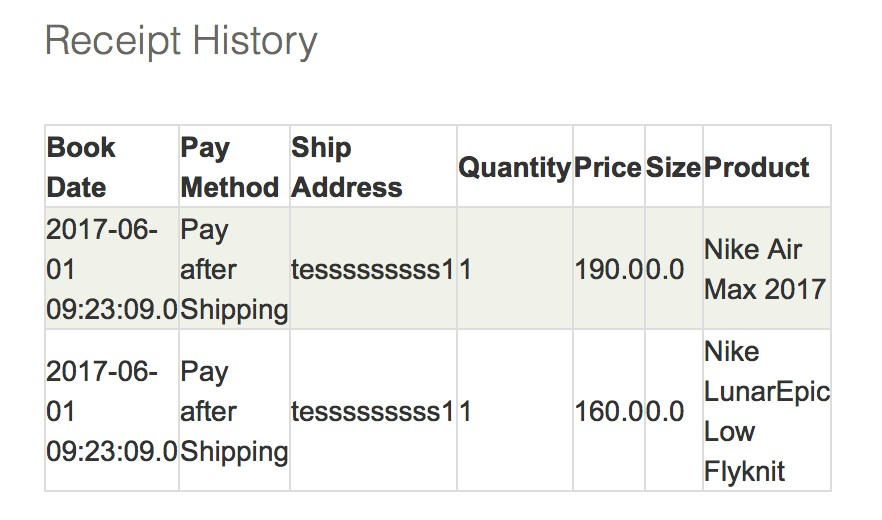 Receipt History
Book Date Pay Method Ship Address Quantity Price Size Product
2017-06-01 09:23:09.0 Pay after Shipping tesssssssss1 1 190.0 0.0 Nike Air Max 2017
2017-06-01 09:23:09.0 Pay after Shipping tesssssssss1 1 160.0 0.0 Nike LunarEpic Low Flyknit